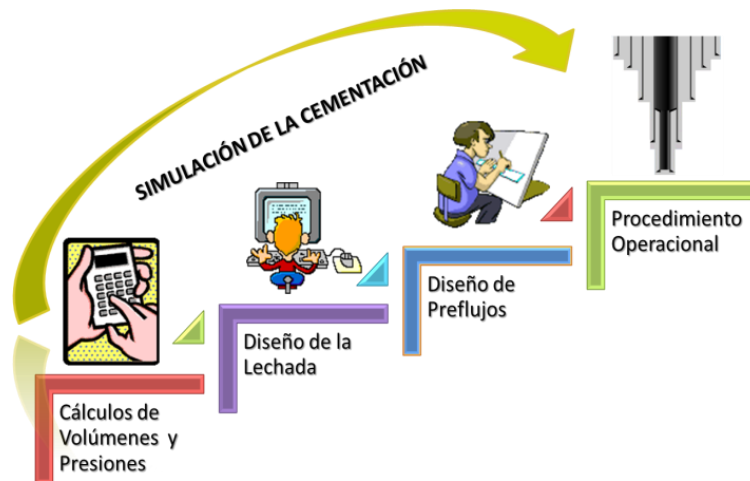 SIMULACIÓN DE LA CEMENTACIÓN
Cálculos de
Volúmenes y
Presiones
Diseño de la
Lechada
Diseño de
Preflujos
Procedimiento
Operacional